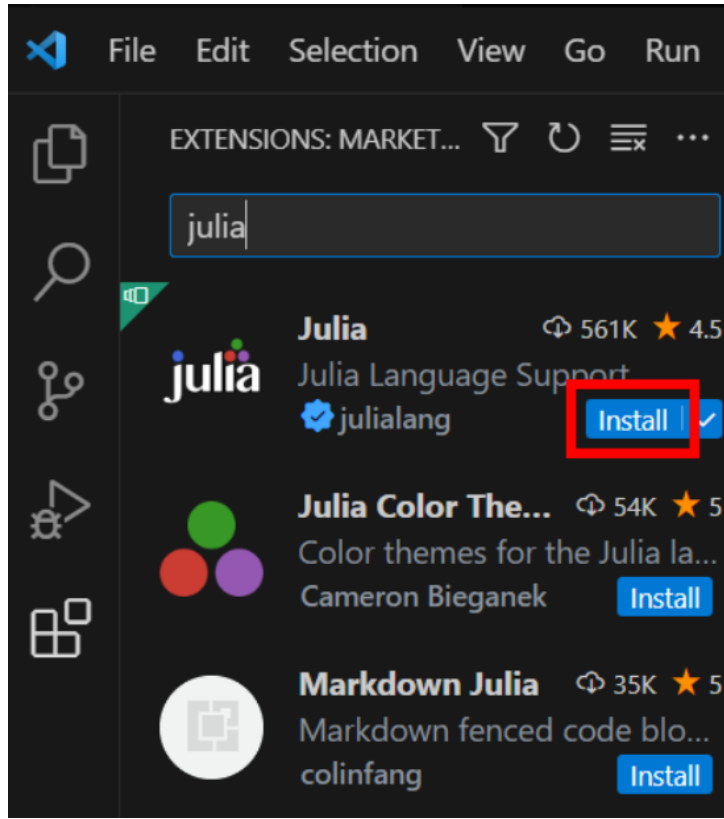 File Edit Selection View Go Run
EXTENSIONS: MARKET...
julia
Julia 561K 4.5
julia
Julia Language Support
julialang Install
Julia Color The... 54K 5
Color themes for the Julia la...
Cameron Bieganek Install
Markdown Julia 35K 5
Markdown fenced code blo...
colinfang Install